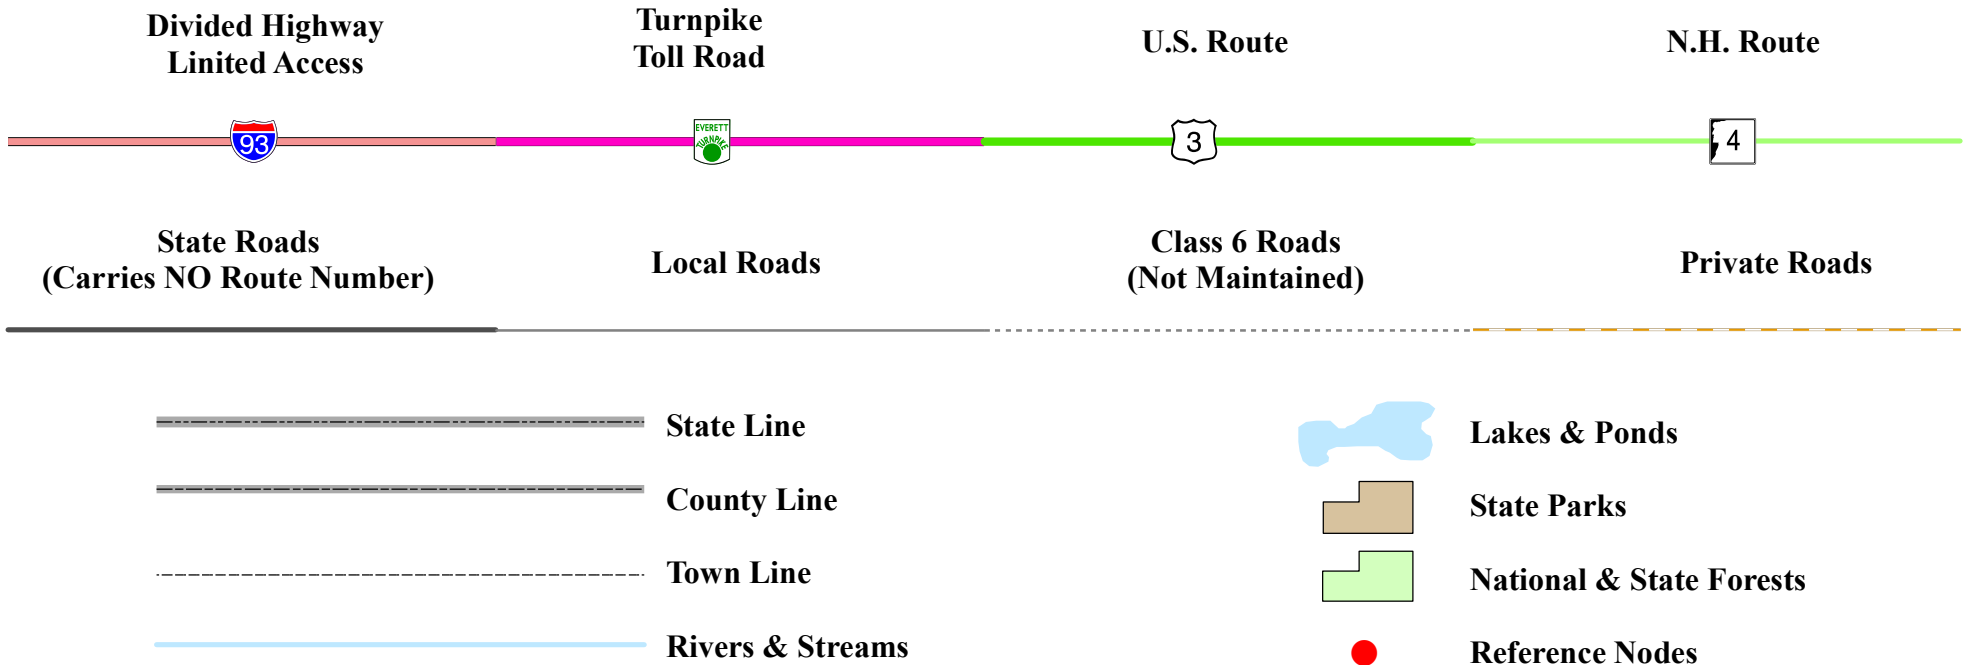 Divided Highway
Linited Access
Turnpike
Toll Road
U.S. Route
N.H. Route
93
EVERETT
TURNPIKE
3
4
State Roads
(Carries NO Route Number)
Local Roads
Class 6 Roads
(Not Maintained)
Private Roads
State Line
County Line
Town Line
Rivers & Streams
Lakes & Ponds
State Parks
National & State Forests
Reference Nodes